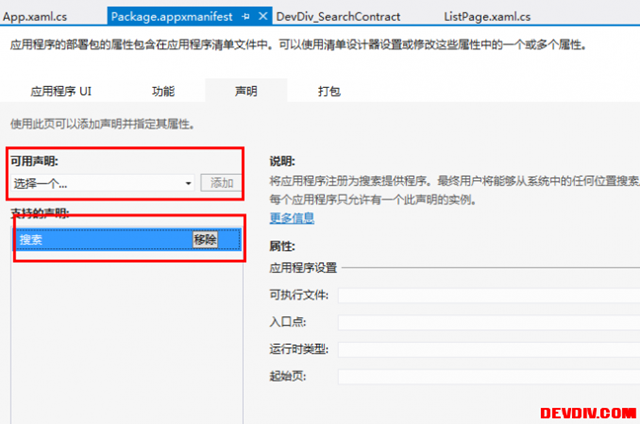 App.xaml.cs Package.appxmanifest DevDiv_SearchContract ListPage.xaml.cs
应用程序的部署包的属性包含在应用程序清单文件中。可以使用清单设计器设置或修改这些属性中的一个或多个属性。
应用程序 UI 功能 声明 打包
使用此页可以添加声明并指定其属性。
可用声明:
选择一个... 添加
支持的声明:
搜索 移除
说明:
将应用程序注册为搜索提供程序。最终用户将能够从系统中的任何位置搜索
每个应用程序只允许有一个此声明的实例。
更多信息
属性:
应用程序设置
可执行文件:
入口点:
运行时类型:
起始页:
DEVDIV.COM